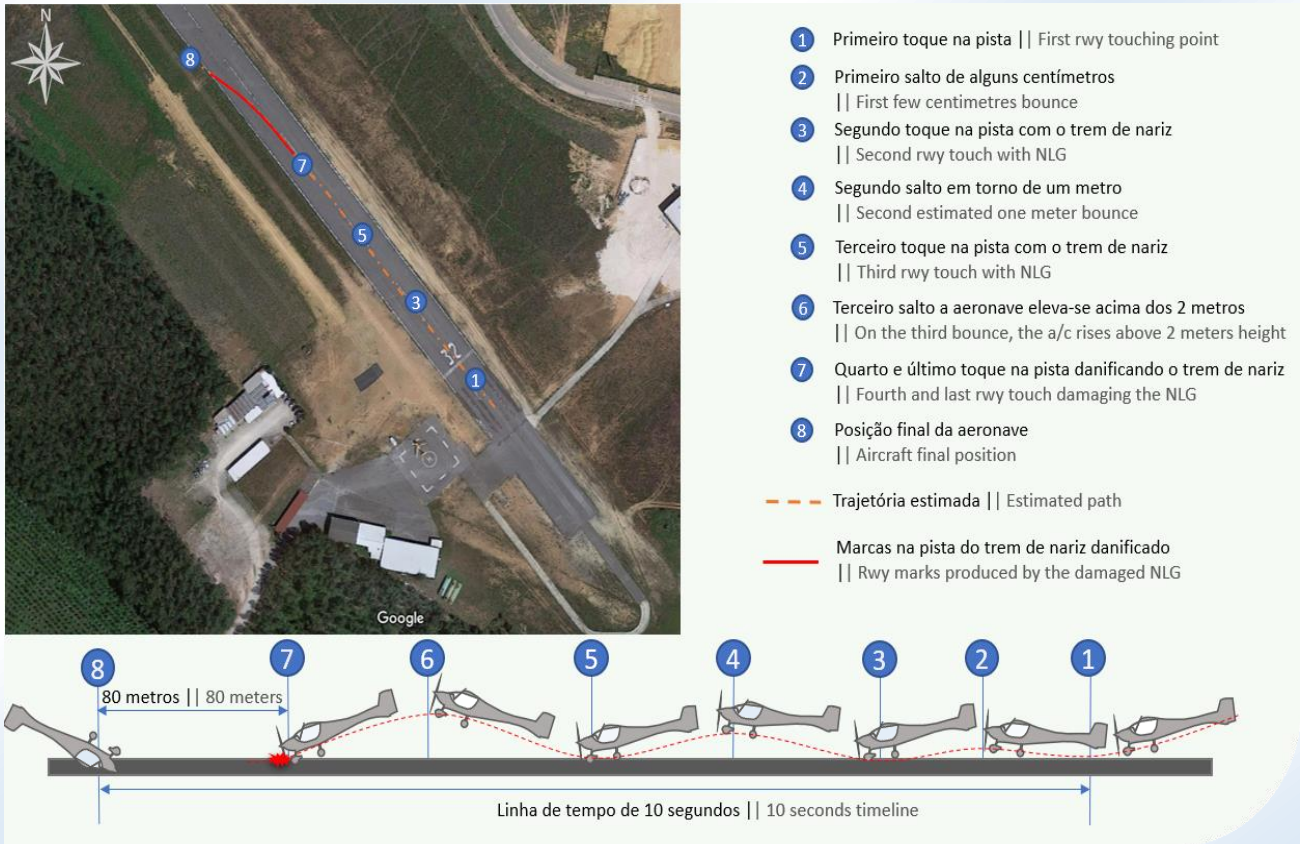 N
8
7
5
3
32
1
Google
1 Primeiro toque na pista || First rwy touching point
2 Primeiro salto de alguns centímetros
|| First few centimetres bounce
3 Segundo toque na pista com o trem de nariz
|| Second rwy touch with NLG
4 Segundo salto em torno de um metro
|| Second estimated one meter bounce
5 Terceiro toque na pista com o trem de nariz
|| Third rwy touch with NLG
6 Terceiro salto a aeronave eleva-se acima dos 2 metros
|| On the third bounce, the a/c rises above 2 meters height
7 Quarto e último toque na pista danificando o trem de nariz
|| Fourth and last rwy touch damaging the NLG
8 Posição final da aeronave
|| Aircraft final position
Trajetória estimada || Estimated path
Marcas na pista do trem de nariz danificado
|| Rwy marks produced by the damaged NLG
8 7 6 5 4 3 2 1
80 metros || 80 meters
Linha de tempo de 10 segundos || 10 seconds timeline